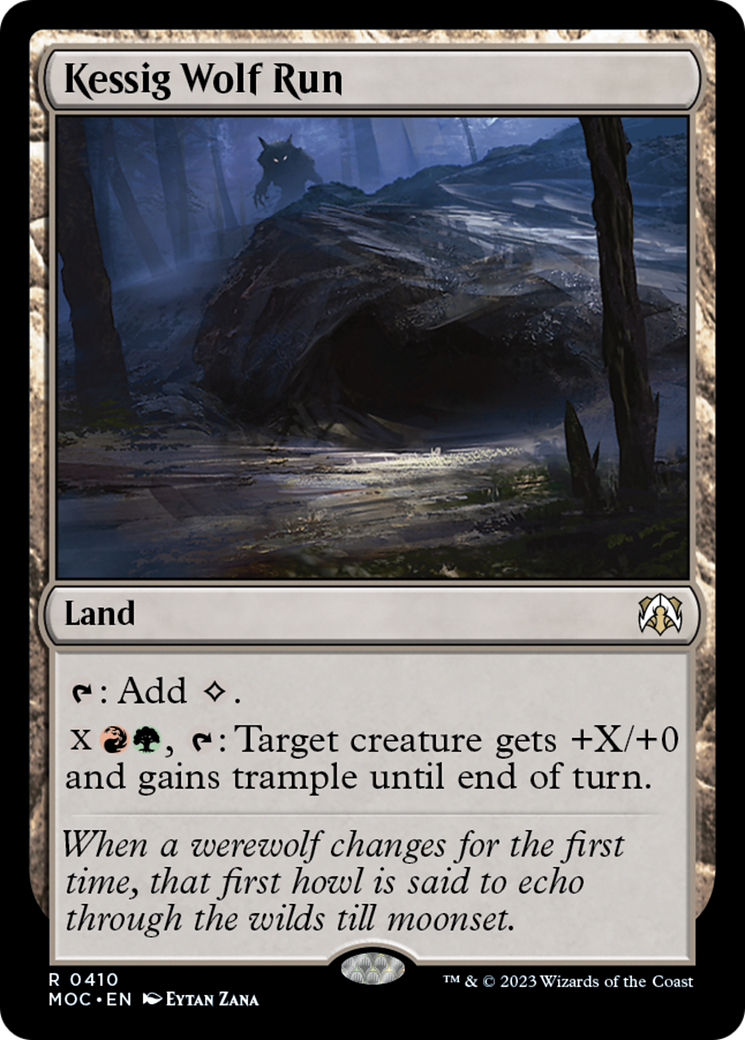 Kessig Wolf Run
Land
: Add .
X, : Target creature gets +X/+0
and gains trample until end of turn.
When a werewolf changes for the first
time, that first howl is said to echo
through the wilds till moonset.
R 0410
MOC • EN Eytan Zana
™ & © 2023 Wizards of the Coast